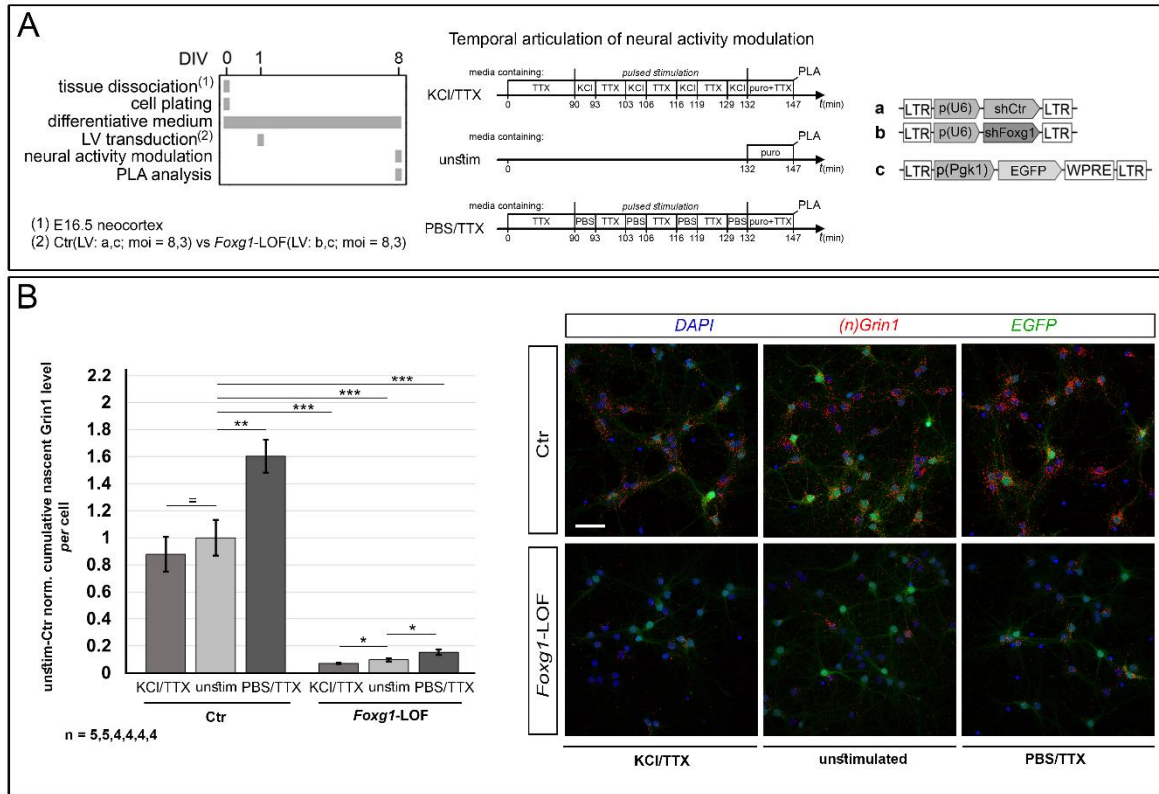 A
DIV
0 1 8
tissue dissociation(1)
cell plating
differentiative medium
LV transduction(2)
neural activity modulation
PLA analysis
(1) E16.5 neocortex
(2) Ctr(LV: a,c; moi = 8,3) vs Foxg1-LOF(LV: b,c; moi = 8,3)
Temporal articulation of neural activity modulation
media containing: pulsed stimulation PLA
KCl/TTX TTX KCl TTX KCl TTX KCl TTX KCl puro+TTX
0 90 93 103 106 116 119 129 132 147 t(min)
media containing: PLA
unstim puro
0 132 147 t(min)
media containing: pulsed stimulation PLA
PBS/TTX TTX PBS TTX PBS TTX PBS TTX PBS puro+TTX
0 90 93 103 106 116 119 129 132 147 t(min)
a LTR p(U6) shCtr LTR
b LTR p(U6) shFoxg1 LTR
c LTR p(Pgk1) EGFP WPRE LTR
B
unstim-Ctr norm. cumulative nascent Grin1 level
per cell
2.2
2
1.8
1.6
1.4
1.2
1
0.8
0.6
0.4
0.2
0
***
***
***
**
=
*
*
KCl/TTX unstim PBS/TTX KCl/TTX unstim PBS/TTX
Ctr Foxg1-LOF
n = 5,5,4,4,4,4
DAPI (n)Grin1 EGFP
Ctr
Foxg1-LOF
KCl/TTX unstimulated PBS/TTX